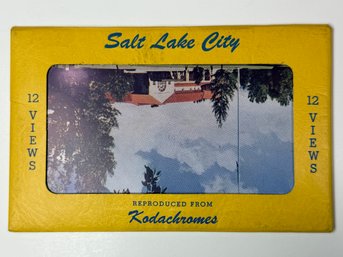 Salt Lake City
12 VIEWS
12 VIEWS
REPRODUCED FROM
Kodachromes